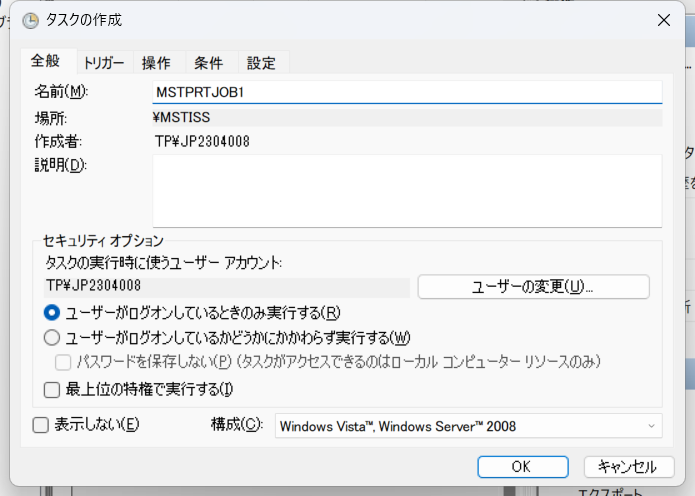 タスクの作成
全般 トリガー 操作 条件 設定
名前(M): MSTPRTJOB1
場所: ¥MSTISS
作成者: TP¥JP2304008
説明(D):
セキュリティ オプション
タスクの実行時に使うユーザー アカウント:
TP¥JP2304008 ユーザーの変更(U)...
ユーザーがログオンしているときのみ実行する(R)
ユーザーがログオンしているかどうかにかかわらず実行する(W)
パスワードを保存しない(P) (タスクがアクセスできるのはローカル コンピューター リソースのみ)
最上位の特権で実行する(I)
表示しない(E) 構成(C): Windows Vista™, Windows Server™ 2008
OK キャンセル